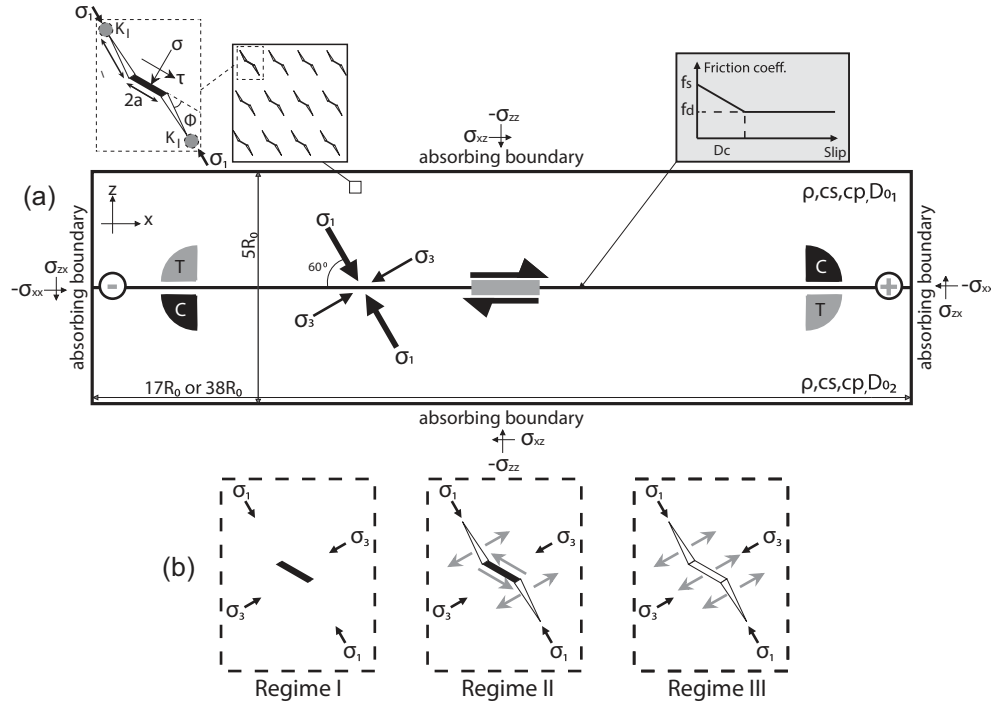 σ₁
K_I
σ
τ
2a
Φ
K_I
σ₁
-σzz
σxz
absorbing boundary
Friction coeff.
fs
fd
Dc
Slip
(a)
z
x
5R₀
ρ,cs,cp,D₀₁
absorbing boundary
σzx
-σxx
-
T
C
σ₁
60°
σ₃
σ₃
σ₁
C
T
+
absorbing boundary
-σxx
σzx
17R₀ or 38R₀
ρ,cs,cp,D₀₂
absorbing boundary
σxz
-σzz
(b)
σ₁
σ₃
σ₃
σ₁
Regime I
σ₁
σ₃
σ₃
σ₁
Regime II
σ₁
σ₃
σ₃
σ₁
Regime III